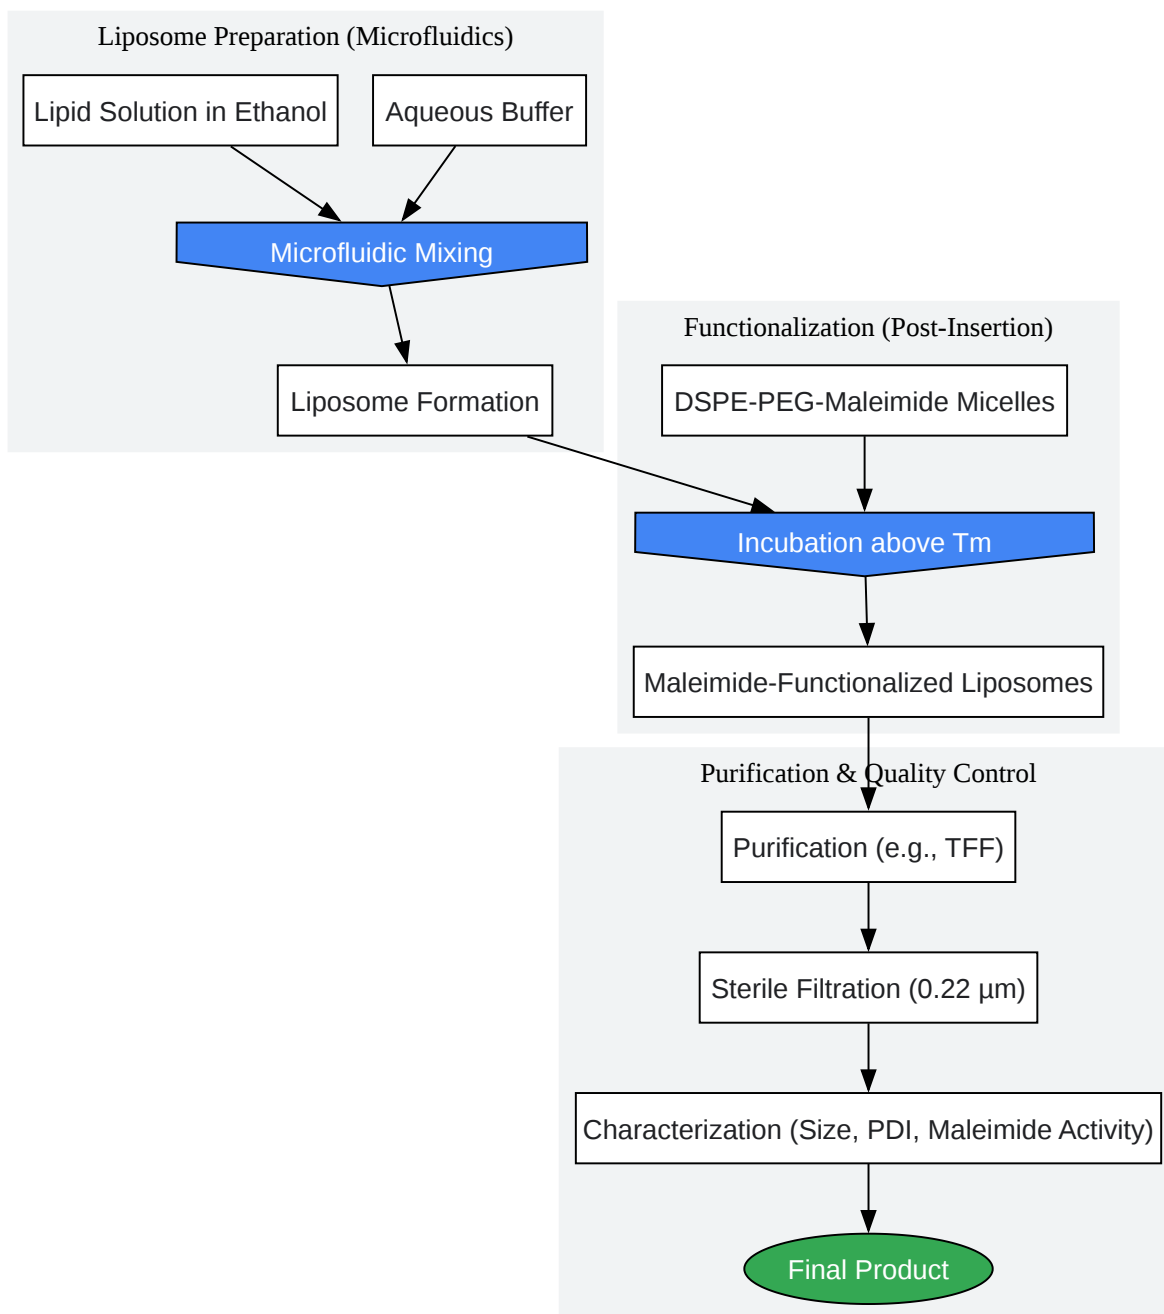 Liposome Preparation (Microfluidics)
Lipid Solution in Ethanol
Aqueous Buffer
Microfluidic Mixing
Liposome Formation
Functionalization (Post-Insertion)
DSPE-PEG-Maleimide Micelles
Incubation above Tm
Maleimide-Functionalized Liposomes
Purification & Quality Control
Purification (e.g., TFF)
Sterile Filtration (0.22 µm)
Characterization (Size, PDI, Maleimide Activity)
Final Product